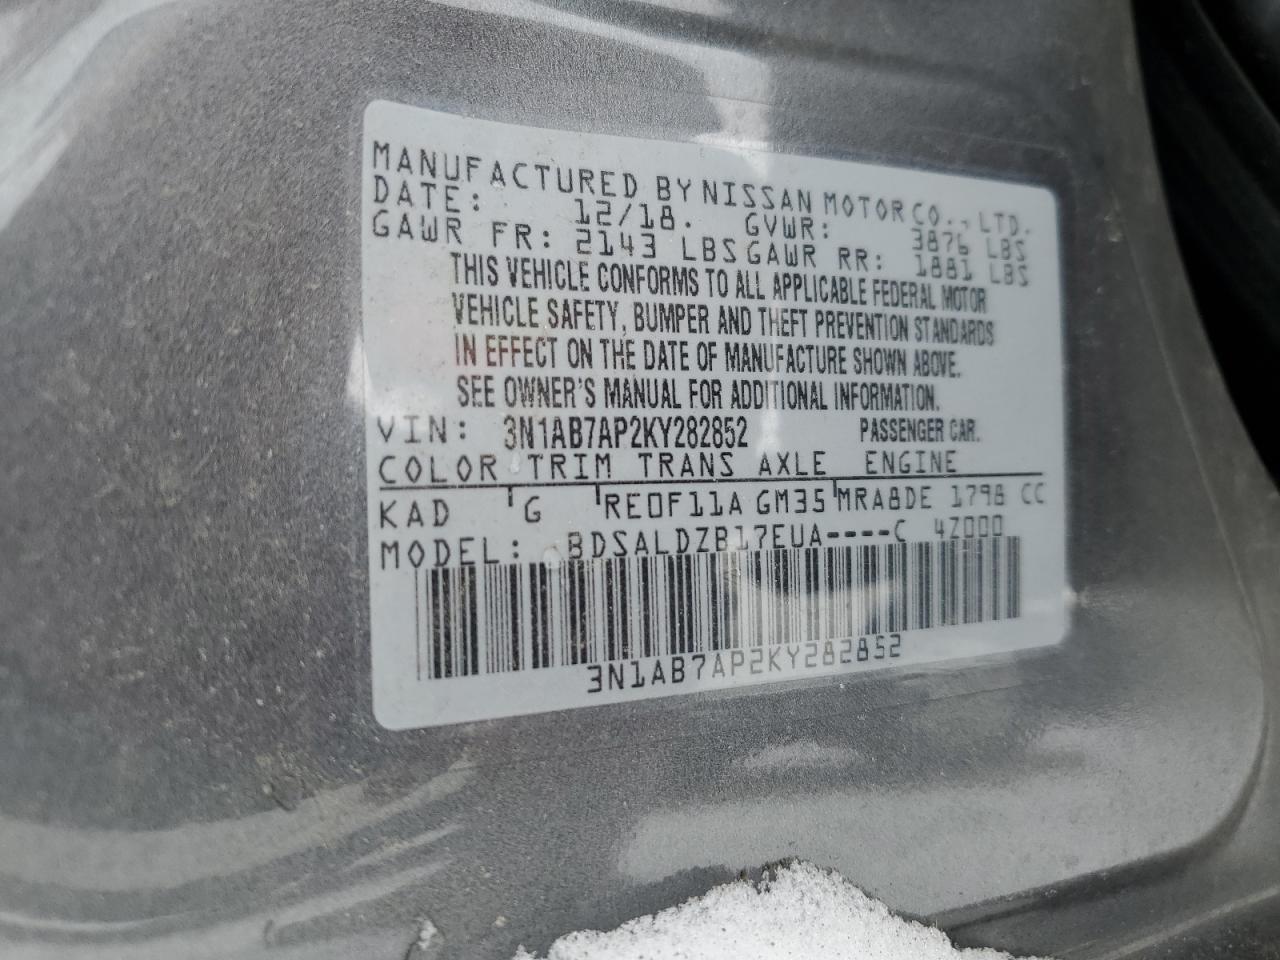 MANUFACTURED BY NISSAN MOTOR CO., LTD.
DATE: 12/18. GVWR: 3876 LBS
GAWR FR: 2143 LBS GAWR RR: 1881 LBS
THIS VEHICLE CONFORMS TO ALL APPLICABLE FEDERAL MOTOR
VEHICLE SAFETY, BUMPER AND THEFT PREVENTION STANDARDS
IN EFFECT ON THE DATE OF MANUFACTURE SHOWN ABOVE.
SEE OWNER'S MANUAL FOR ADDITIONAL INFORMATION.
VIN: 3N1AB7AP2KY282852 PASSENGER CAR.
COLOR TRIM TRANS AXLE ENGINE
KAD G RE0F11A GM35 MRA8DE 1798 CC
MODEL: BDSALDZB17EUA----C 4Z000
3N1AB7AP2KY282852